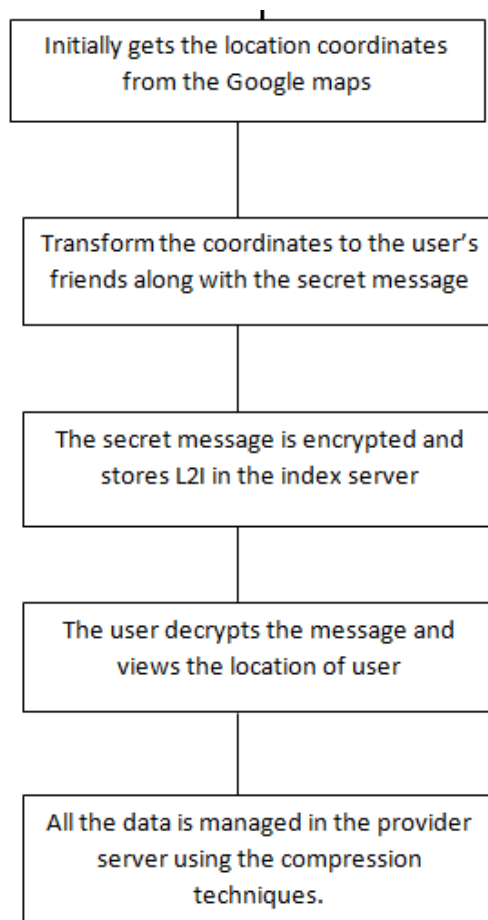 Initially gets the location coordinates
from the Google maps
Transform the coordinates to the user’s
friends along with the secret message
The secret message is encrypted and
stores L2I in the index server
The user decrypts the message and
views the location of user
All the data is managed in the provider
server using the compression
techniques.